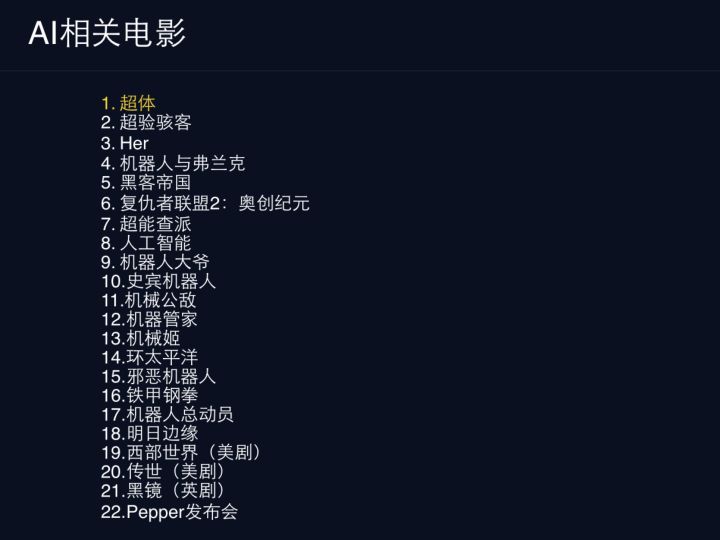 AI相关电影
1. 超体
2. 超验骇客
3. Her
4. 机器人与弗兰克
5. 黑客帝国
6. 复仇者联盟2：奥创纪元
7. 超能查派
8. 人工智能
9. 机器人大爷
10.史宾机器人
11.机械公敌
12.机器管家
13.机械姬
14.环太平洋
15.邪恶机器人
16.铁甲钢拳
17.机器人总动员
18.明日边缘
19.西部世界（美剧）
20.传世（美剧）
21.黑镜（英剧）
22.Pepper发布会